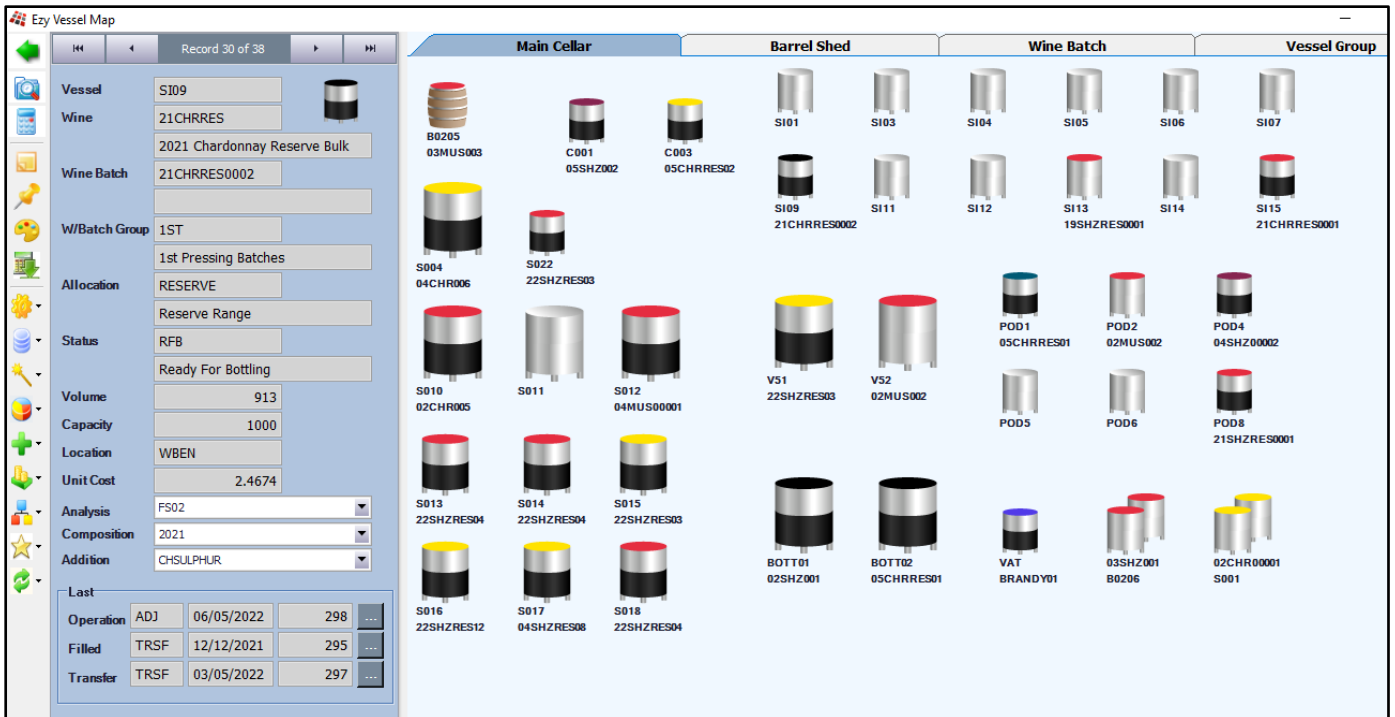 Ezy Vessel Map
Record 30 of 38
Vessel SI09
Wine 21CHRRES
2021 Chardonnay Reserve Bulk
Wine Batch 21CHRRES0002
W/Batch Group 1ST
1st Pressing Batches
Allocation RESERVE
Reserve Range
Status RFB
Ready For Bottling
Volume 913
Capacity 1000
Location WBEN
Unit Cost 2.4674
Analysis FS02
Composition 2021
Addition CHSULPHUR
Last
Operation ADJ 06/05/2022 298 ...
Filled TRSF 12/12/2021 295 ...
Transfer TRSF 03/05/2022 297 ...
Main Cellar Barrel Shed Wine Batch Vessel Group
B0205
03MUS003
C001 C003
05SHZ002 05CHRRES02
S004
04CHR006
S022
22SHZRES03
S010 S011 S012
02CHR005 04MUS00001
S013 S014 S015
22SHZRES04 22SHZRES04 22SHZRES03
S016 S017 S018
22SHZRES12 04SHZRES08 22SHZRES04
SI01 SI03 SI04 SI05 SI06 SI07
SI09 SI11 SI12 SI13 SI14 SI15
21CHRRES0002 19SHZRES0001 21CHRRES0001
V51 V52
22SHZRES03 02MUS002
POD1 POD2 POD4
05CHRRES01 02MUS002 04SHZ00002
POD5 POD6 POD8
21SHZRES0001
BOTT01 BOTT02 VAT 03SHZ001 02CHR00001
02SHZ001 05CHRRES01 BRANDY01 B0206 S001